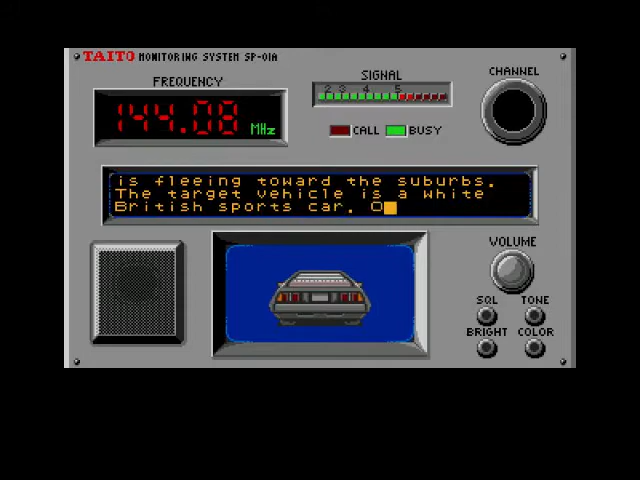 TAITO MONITORING SYSTEM SP-01A
FREQUENCY
SIGNAL
CHANNEL
2 3 4 5
144.08 MHz
CALL BUSY
is fleeing toward the suburbs.
The target vehicle is a white
British sports car. O
VOLUME
SQL TONE
BRIGHT COLOR